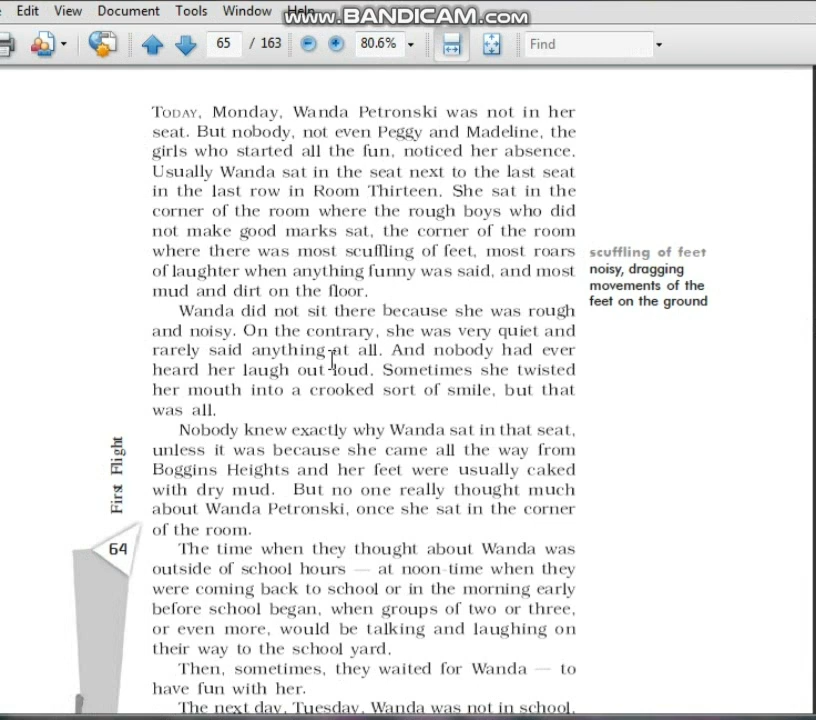 Edit View Document Tools Window Help
www.BANDICAM.com
65 / 163 80.6% Find
TODAY, Monday, Wanda Petronski was not in her
seat. But nobody, not even Peggy and Madeline, the
girls who started all the fun, noticed her absence.
Usually Wanda sat in the seat next to the last seat
in the last row in Room Thirteen. She sat in the
corner of the room where the rough boys who did
not make good marks sat, the corner of the room
where there was most scuffling of feet, most roars
of laughter when anything funny was said, and most
mud and dirt on the floor.
scuffling of feet
noisy, dragging
movements of the
feet on the ground
Wanda did not sit there because she was rough
and noisy. On the contrary, she was very quiet and
rarely said anything at all. And nobody had ever
heard her laugh out loud. Sometimes she twisted
her mouth into a crooked sort of smile, but that
was all.
Nobody knew exactly why Wanda sat in that seat,
unless it was because she came all the way from
Boggins Heights and her feet were usually caked
with dry mud. But no one really thought much
about Wanda Petronski, once she sat in the corner
of the room.
First Flight
64
The time when they thought about Wanda was
outside of school hours — at noon-time when they
were coming back to school or in the morning early
before school began, when groups of two or three,
or even more, would be talking and laughing on
their way to the school yard.
Then, sometimes, they waited for Wanda — to
have fun with her.
The next day, Tuesday, Wanda was not in school,